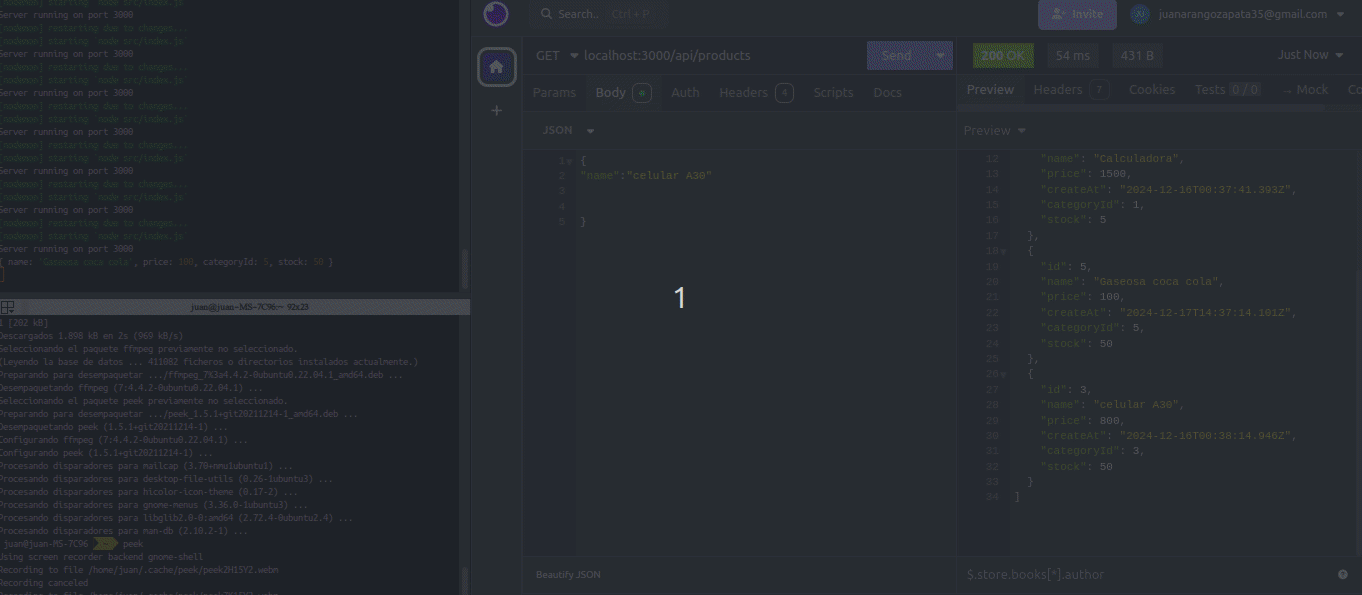 [nodemon] starting `node src/index.js`
Server running on port 3000
[nodemon] restarting due to changes...
[nodemon] starting `node src/index.js`
Server running on port 3000
[nodemon] restarting due to changes...
[nodemon] starting `node src/index.js`
Server running on port 3000
[nodemon] restarting due to changes...
[nodemon] starting `node src/index.js`
Server running on port 3000
[nodemon] restarting due to changes...
[nodemon] starting `node src/index.js`
Server running on port 3000
[nodemon] restarting due to changes...
[nodemon] starting `node src/index.js`
Server running on port 3000
[nodemon] restarting due to changes...
[nodemon] starting `node src/index.js`
Server running on port 3000
{ name: 'Gaseosa coca cola', price: 100, categoryId: 5, stock: 50 }
juan@juan-MS-7C96:~ 92x23
1 [202 kB]
Descargados 1.898 kB en 2s (969 kB/s)
Seleccionando el paquete ffmpeg previamente no seleccionado.
(Leyendo la base de datos ... 411082 ficheros o directorios instalados actualmente.)
Preparando para desempaquetar .../ffmpeg_7%3a4.4.2-0ubuntu0.22.04.1_amd64.deb ...
Desempaquetando ffmpeg (7:4.4.2-0ubuntu0.22.04.1) ...
Seleccionando el paquete peek previamente no seleccionado.
Preparando para desempaquetar .../peek_1.5.1+git20211214-1_amd64.deb ...
Desempaquetando peek (1.5.1+git20211214-1) ...
Configurando ffmpeg (7:4.4.2-0ubuntu0.22.04.1) ...
Configurando peek (1.5.1+git20211214-1) ...
Procesando disparadores para mailcap (3.70+nmu1ubuntu1) ...
Procesando disparadores para desktop-file-utils (0.26-1ubuntu3) ...
Procesando disparadores para hicolor-icon-theme (0.17-2) ...
Procesando disparadores para gnome-menus (3.36.0-1ubuntu3) ...
Procesando disparadores para libglib2.0-0:amd64 (2.72.4-0ubuntu2.4) ...
Procesando disparadores para man-db (2.10.2-1) ...
juan@juan-MS-7C96 ~ peek
Using screen recorder backend gnome-shell
Recording to file /home/juan/.cache/peek/peekZH15YZ.webm
Recording canceled
Search.. Ctrl + P
Invite
JU juanarangozapata35@gmail.com
GET localhost:3000/api/products
Send
200 OK 54 ms 431 B
Just Now
Params Body Auth Headers 4 Scripts Docs
Preview Headers 7 Cookies Tests 0 / 0 → Mock Co
JSON
Preview
1 {
2 "name":"celular A30"
3
4
5 }
1
12 "name": "Calculadora",
13 "price": 1500,
14 "createAt": "2024-12-16T00:37:41.393Z",
15 "categoryId": 1,
16 "stock": 5
17 },
18 {
19 "id": 5,
20 "name": "Gaseosa coca cola",
21 "price": 100,
22 "createAt": "2024-12-17T14:37:14.101Z",
23 "categoryId": 5,
24 "stock": 50
25 },
26 {
27 "id": 3,
28 "name": "celular A30",
29 "price": 800,
30 "createAt": "2024-12-16T00:38:14.946Z",
31 "categoryId": 3,
32 "stock": 50
33 }
34 ]
Beautify JSON
$.store.books[*].author